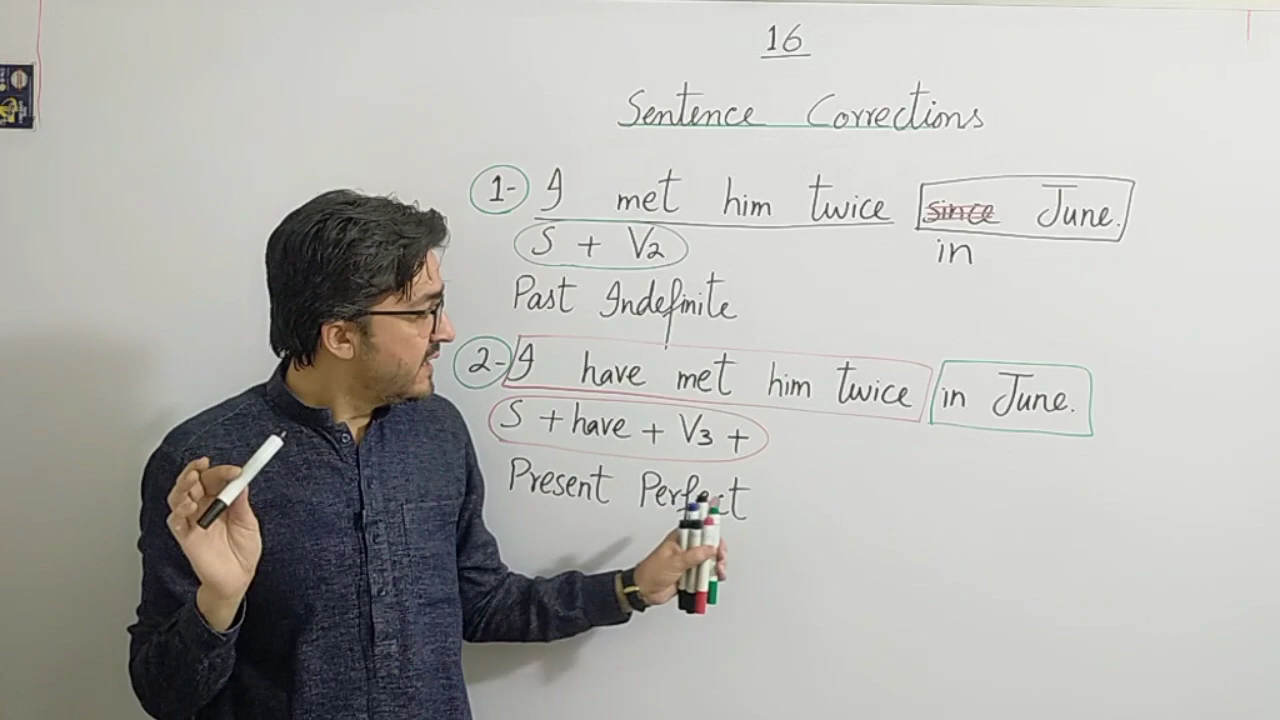 16
Sentence Corrections
1- I met him twice since June.
in
S + V2
Past Indefinite
2- I have met him twice in June.
S + have + V3 +
Present Perfect